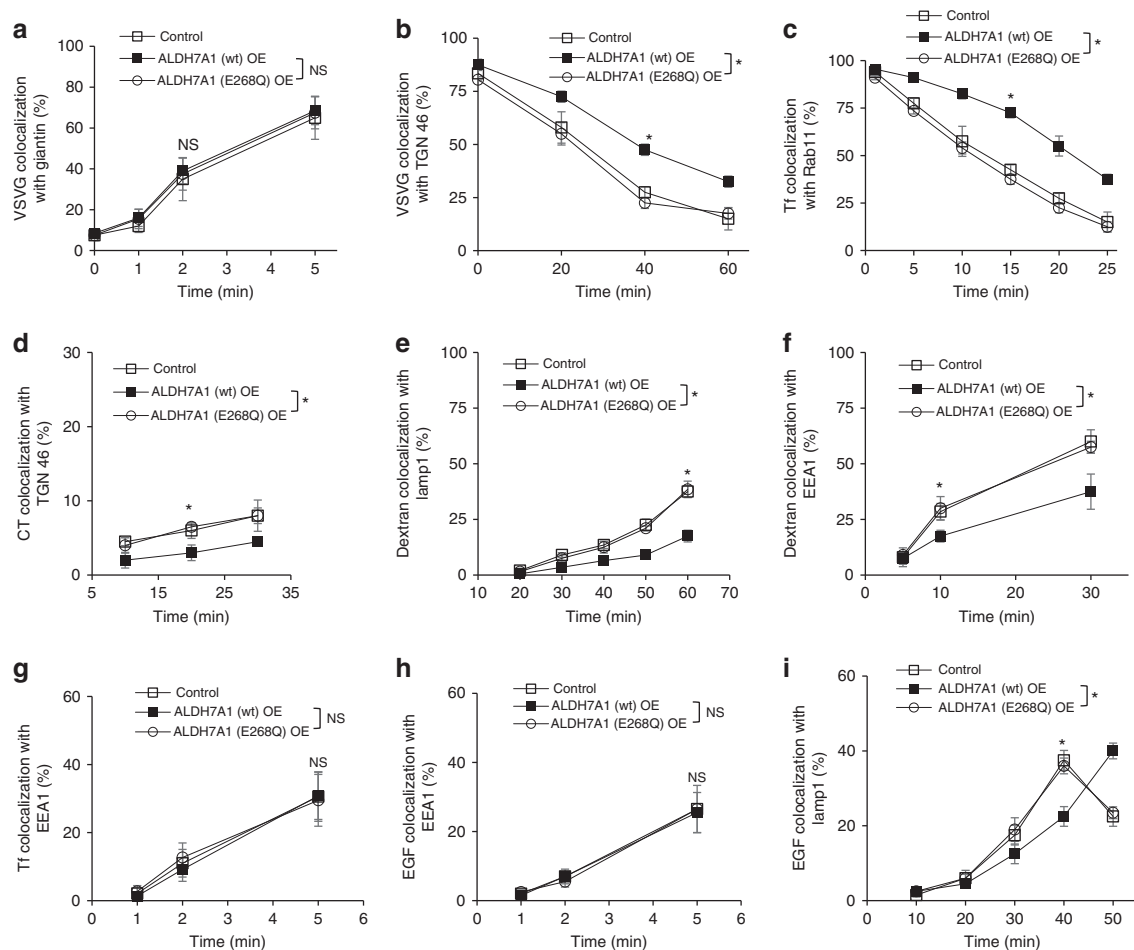 a
Control
ALDH7A1 (wt) OE
ALDH7A1 (E268Q) OE
NS
NS
VSVG colocalization
with giantin (%)
100
80
60
40
20
0
0 1 2 3 4 5
Time (min)
b
Control
ALDH7A1 (wt) OE
ALDH7A1 (E268Q) OE
*
*
VSVG colocalization
with TGN 46 (%)
100
75
50
25
0
0 20 40 60
Time (min)
c
Control
ALDH7A1 (wt) OE
ALDH7A1 (E268Q) OE
*
*
Tf colocalization
with Rab11 (%)
100
75
50
25
0
0 5 10 15 20 25
Time (min)
d
Control
ALDH7A1 (wt) OE
ALDH7A1 (E268Q) OE
*
*
CT colocalization with
TGN 46 (%)
30
20
10
0
5 15 25 35
Time (min)
e
Control
ALDH7A1 (wt) OE
ALDH7A1 (E268Q) OE
*
*
Dextran colocalization with
lamp1 (%)
100
75
50
25
0
10 20 30 40 50 60 70
Time (min)
f
Control
ALDH7A1 (wt) OE
ALDH7A1 (E268Q) OE
*
*
Dextran colocalization with
EEA1 (%)
100
75
50
25
0
0 10 20 30
Time (min)
g
Control
ALDH7A1 (wt) OE
ALDH7A1 (E268Q) OE
NS
NS
Tf colocalization with
EEA1 (%)
60
40
20
0
0 1 2 3 4 5 6
Time (min)
h
Control
ALDH7A1 (wt) OE
ALDH7A1 (E268Q) OE
NS
NS
EGF colocalization with
EEA1 (%)
60
40
20
0
0 1 2 3 4 5 6
Time (min)
i
Control
ALDH7A1 (wt) OE
ALDH7A1 (E268Q) OE
*
*
EGF colocalization with
lamp1 (%)
60
40
20
0
0 10 20 30 40 50
Time (min)